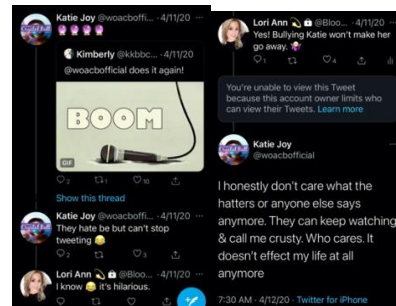 Katie Joy @woacboffi... · 4/11/20
🔮🔮🔮🔮
Kimberly @kkbbc... · 4/11/20
@woacbofficial does it again!
BOOM
GIF
2 1 10
Show this thread
Katie Joy @woacboffi... · 4/11/20
They hate be but can't stop
tweeting 😂
2 3
Lori Ann 💫 @Bloo... · 4/11/20
I know 😂 it's hilarious.
Lori Ann 💫 @Bloo... · 4/11/20
Yes! Bullying Katie won't make her
go away. 🤷‍♀️
1 4
You're unable to view this Tweet
because this account owner limits who
can view their Tweets. Learn more
Katie Joy
@woacbofficial
I honestly don't care what the
hatters or anyone else says
anymore. They can keep watching
& call me crusty. Who cares. It
doesn't effect my life at all
anymore
7:30 AM · 4/12/20 · Twitter for iPhone